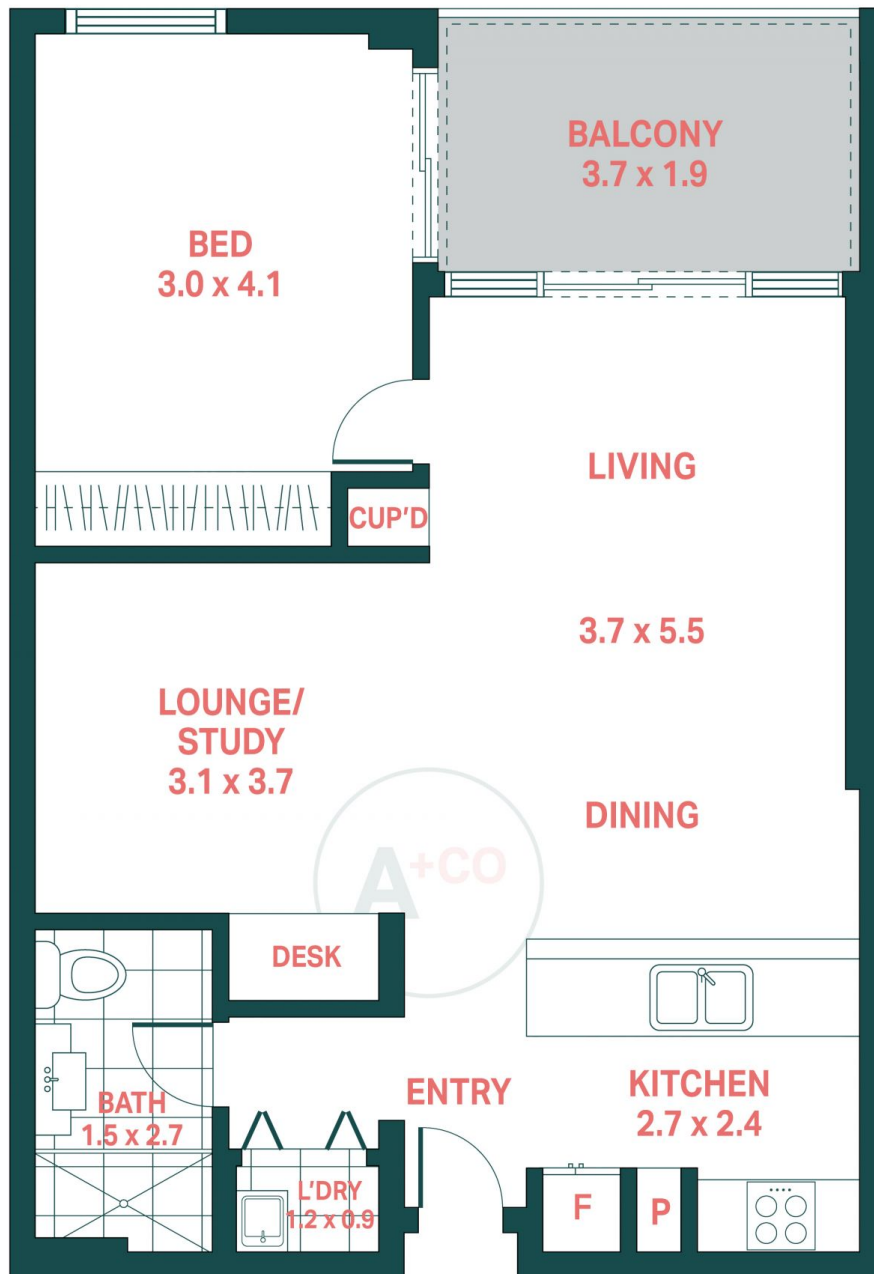 BALCONY
3.7 x 1.9
BED
3.0 x 4.1
LIVING
CUP'D
3.7 x 5.5
LOUNGE/
STUDY
3.1 x 3.7
DINING
A+CO
DESK
ENTRY
KITCHEN
2.7 x 2.4
BATH
1.5 x 2.7
L'DRY
1.2 x 0.9
F
P